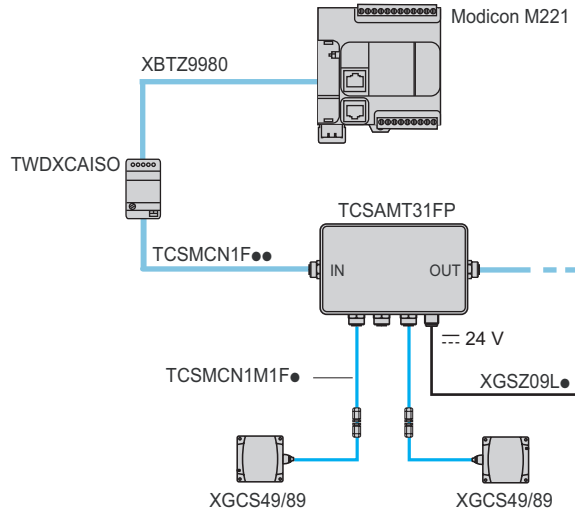 Modicon M221
XBTZ9980
TWDXCAISO
TCSAMT31FP
TCSMCN1F●●
IN
OUT
24 V
TCSMCN1M1F●
XGSZ09L●
XGCS49/89
XGCS49/89